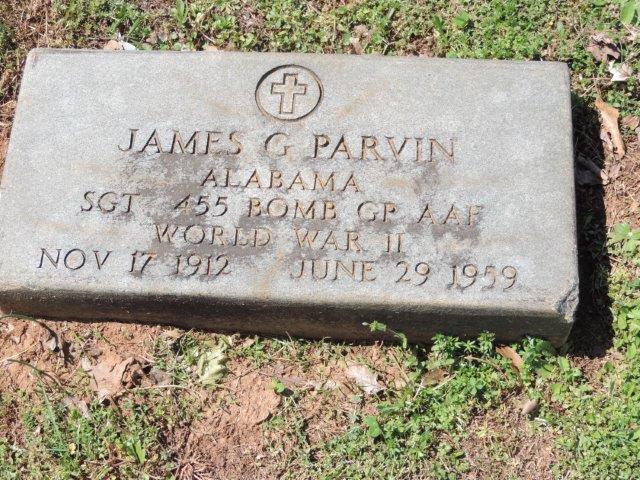 JAMES G PARVIN
ALABAMA
SGT 455 BOMB GP AAF
WORLD WAR II
NOV 17 1912 JUNE 29 1959